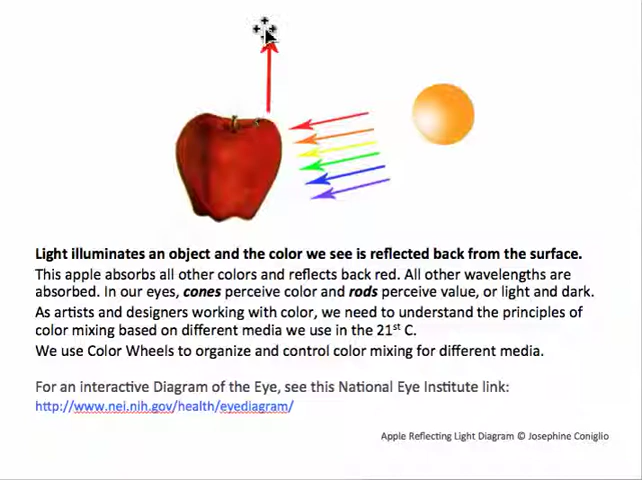 Light illuminates an object and the color we see is reflected back from the surface.
This apple absorbs all other colors and reflects back red. All other wavelengths are
absorbed. In our eyes, cones perceive color and rods perceive value, or light and dark.
As artists and designers working with color, we need to understand the principles of
color mixing based on different media we use in the 21st C.
We use Color Wheels to organize and control color mixing for different media.
For an interactive Diagram of the Eye, see this National Eye Institute link:
http://www.nei.nih.gov/health/eyediagram/
Apple Reflecting Light Diagram © Josephine Coniglio